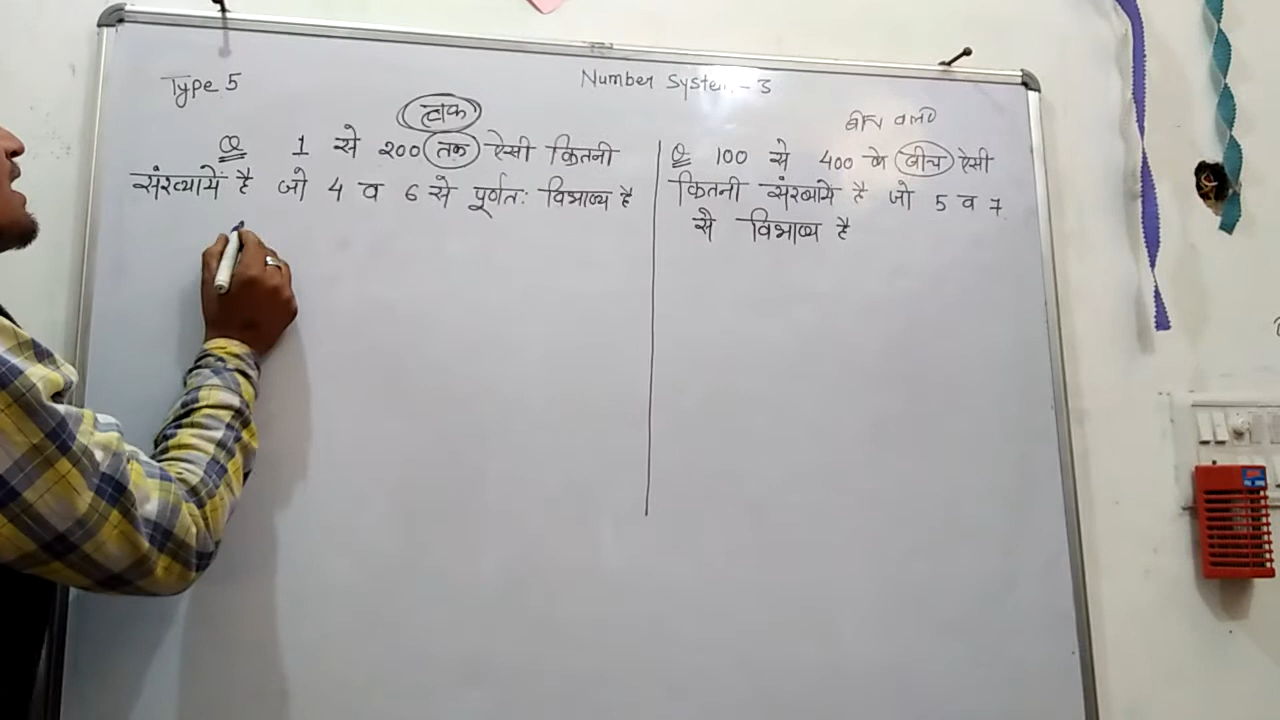 Type 5
Number System - 3
तक
Q 1 से 200 तक ऐसी कितनी
संख्यायें है जो 4 व 6 से पूर्णतः विभाज्य है
बीच
Q 100 से 400 के बीच ऐसी
कितनी संख्यायें है जो 5 व 7
से विभाज्य है